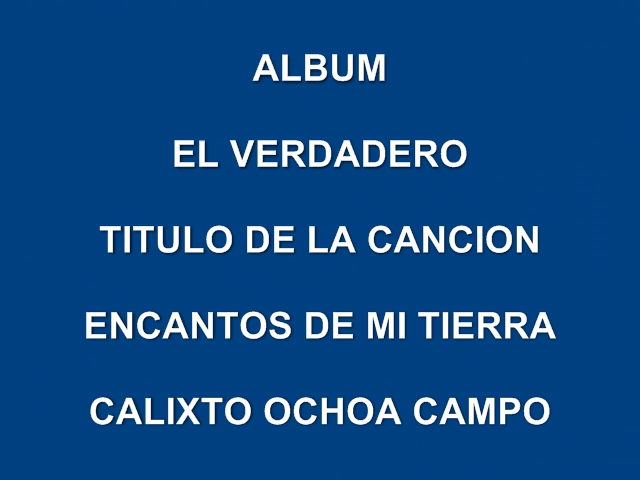 ALBUM
EL VERDADERO
TITULO DE LA CANCION
ENCANTOS DE MI TIERRA
CALIXTO OCHOA CAMPO